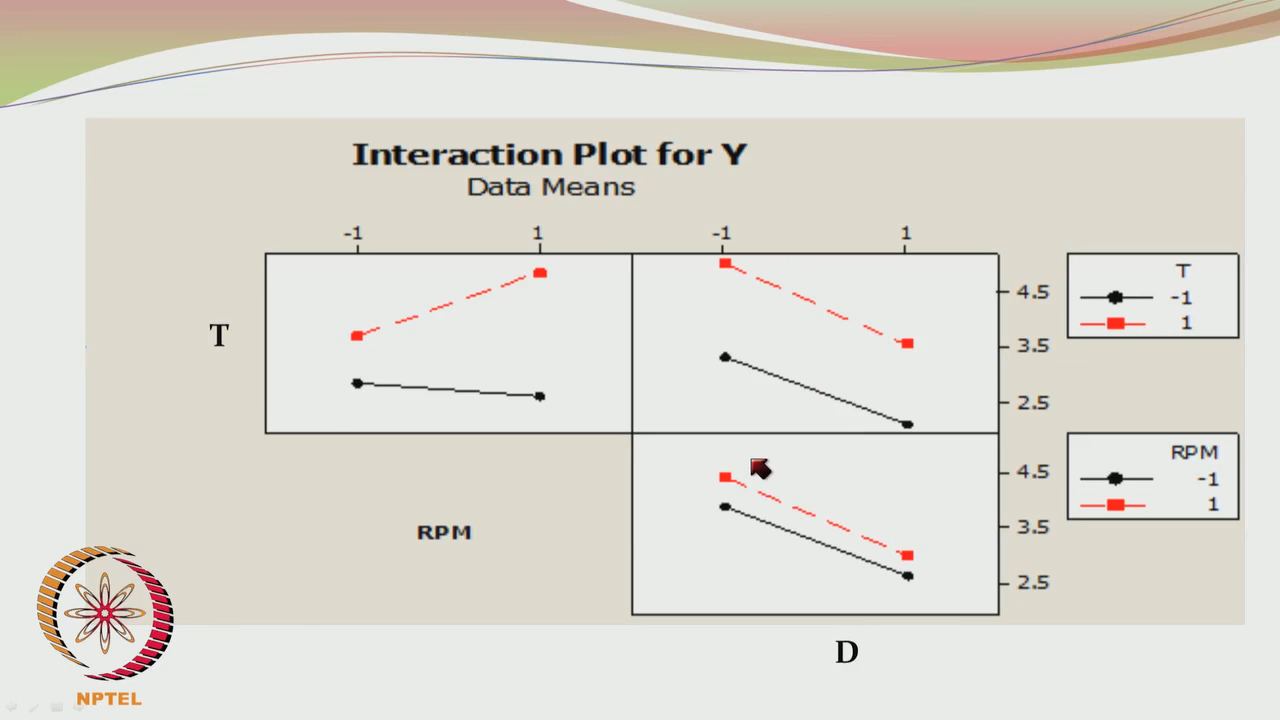 Interaction Plot for Y
Data Means
-1 1 -1 1
T
4.5
3.5
2.5
T
-1
1
RPM
4.5
3.5
2.5
RPM
-1
1
D
NPTEL